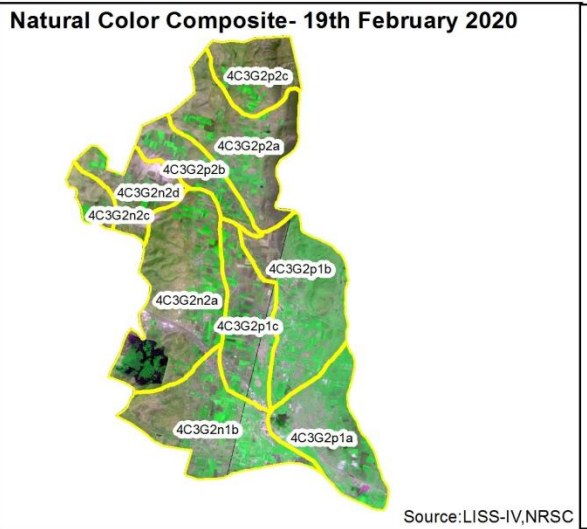 Natural Color Composite- 19th February 2020
4C3G2p2c
4C3G2p2a
4C3G2p2b
4C3G2n2d
4C3G2n2c
4C3G2p1b
4C3G2n2a
4C3G2p1c
4C3G2n1b
4C3G2p1a
Source:LISS-IV,NRSC